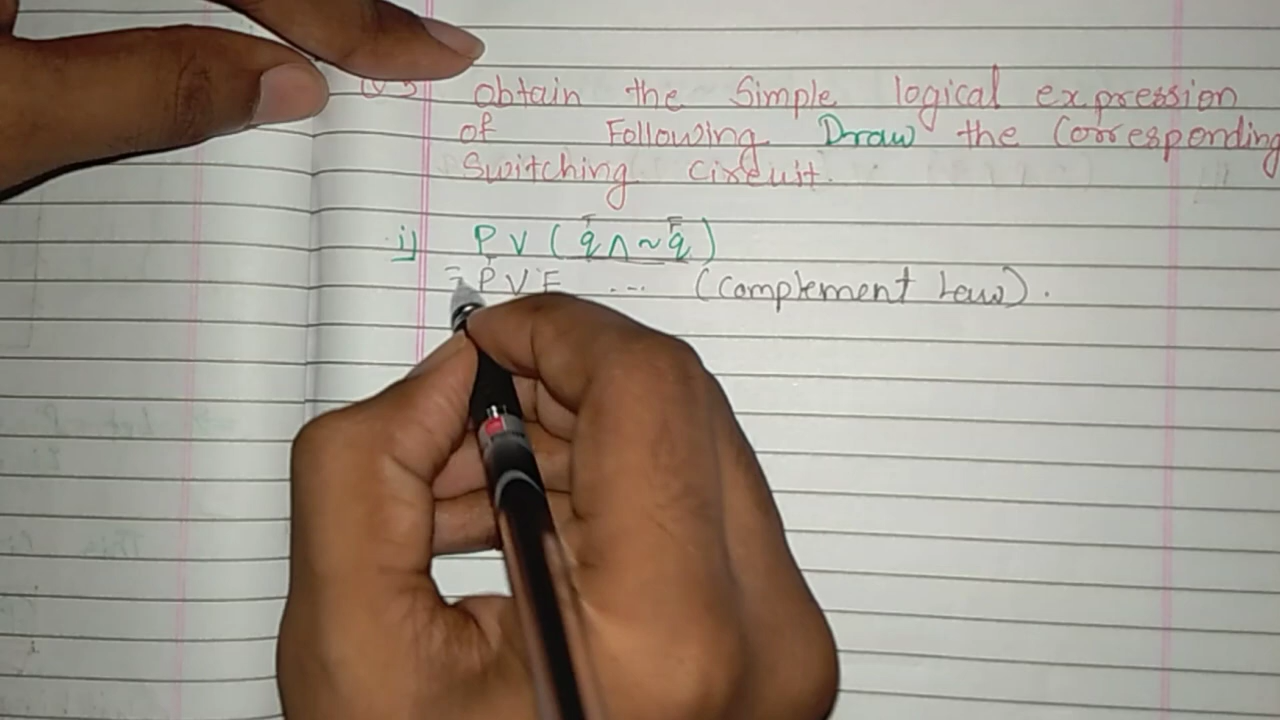 obtain the Simple logical expression
of Following Draw the Corresponding
Switching Circuit.
i) P V ( q ∧ ~ q )
≡ P V F ... (Complement Law).